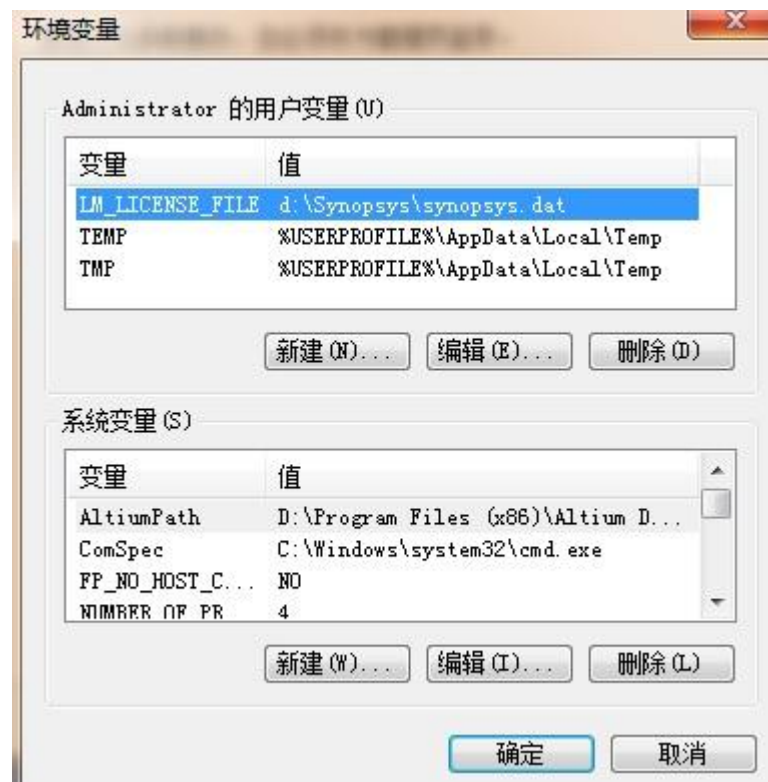 环境变量
Administrator 的用户变量(U)
变量 值
LM_LICENSE_FILE d:\Synopsys\synopsys.dat
TEMP %USERPROFILE%\AppData\Local\Temp
TMP %USERPROFILE%\AppData\Local\Temp
新建(N)... 编辑(E)... 删除(D)
系统变量(S)
变量 值
AltiumPath D:\Program Files (x86)\Altium D...
ComSpec C:\Windows\system32\cmd.exe
FP_NO_HOST_C... NO
NUMBER_OF_PR 4
新建(W)... 编辑(I)... 删除(L)
确定 取消